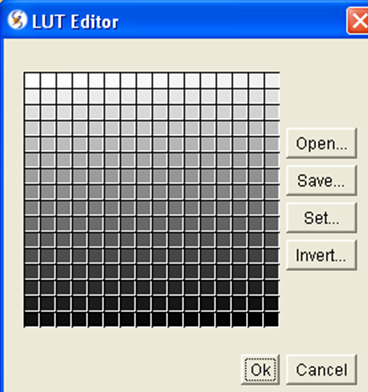 LUT Editor
Open...
Save...
Set...
Invert...
Ok
Cancel